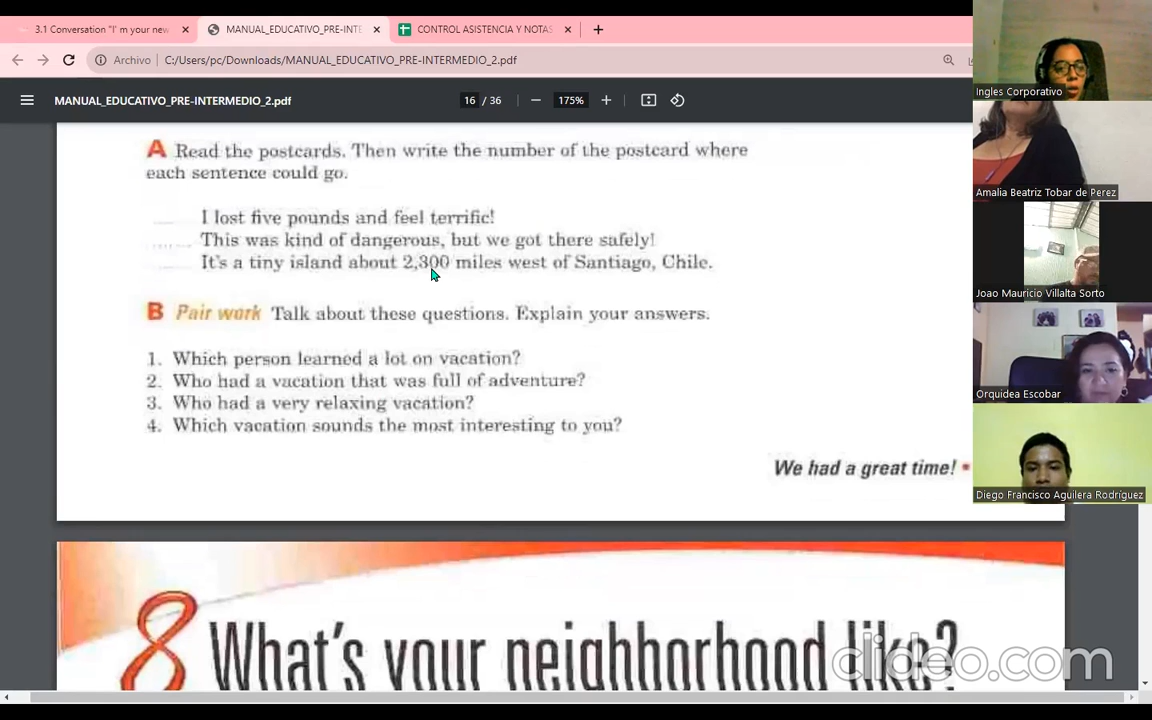 3.1 Conversation "I' m your new
MANUAL_EDUCATIVO_PRE-INTE
CONTROL ASISTENCIA Y NOTAS
Archivo
C:/Users/pc/Downloads/MANUAL_EDUCATIVO_PRE-INTERMEDIO_2.pdf
MANUAL_EDUCATIVO_PRE-INTERMEDIO_2.pdf
16 / 36
175%
A Read the postcards. Then write the number of the postcard where
each sentence could go.
I lost five pounds and feel terrific!
This was kind of dangerous, but we got there safely!
It's a tiny island about 2,300 miles west of Santiago, Chile.
B Pair work Talk about these questions. Explain your answers.
1. Which person learned a lot on vacation?
2. Who had a vacation that was full of adventure?
3. Who had a very relaxing vacation?
4. Which vacation sounds the most interesting to you?
We had a great time!
8 What's your neighborhood like?
Ingles Corporativo
Amalia Beatriz Tobar de Perez
Joao Mauricio Villalta Sorto
Orquidea Escobar
Diego Francisco Aguilera Rodríguez
clideo.com